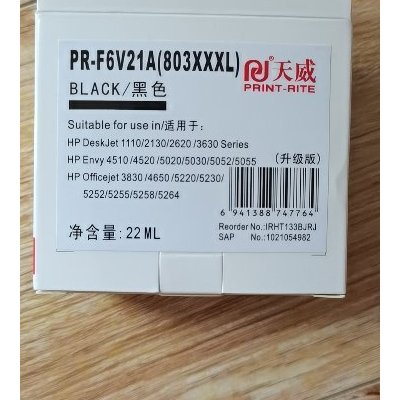 PR-F6V21A(803XXXL)
天威
PRINT-RITE
BLACK/黑色
Suitable for use in/适用于:
HP DeskJet 1110/2130/2620 /3630 Series
HP Envy 4510 /4520 /5020/5030/5052/5055
HP Officejet 3830 /4650 /5220/5230/
5252/5255/5258/5264
(升级版)
6 941388 747764
Reorder No.:IRHT133BJRJ
SAP No.:1021054982
净含量:22ML